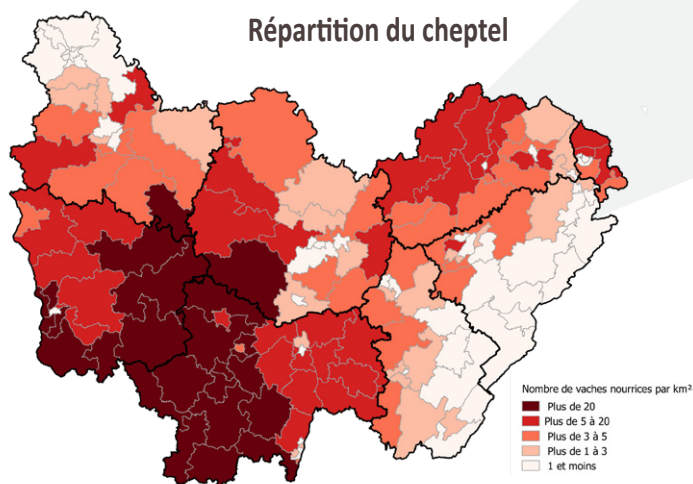 Répartition du cheptel
Nombre de vaches nourrices par km²
Plus de 20
Plus de 5 à 20
Plus de 3 à 5
Plus de 1 à 3
1 et moins